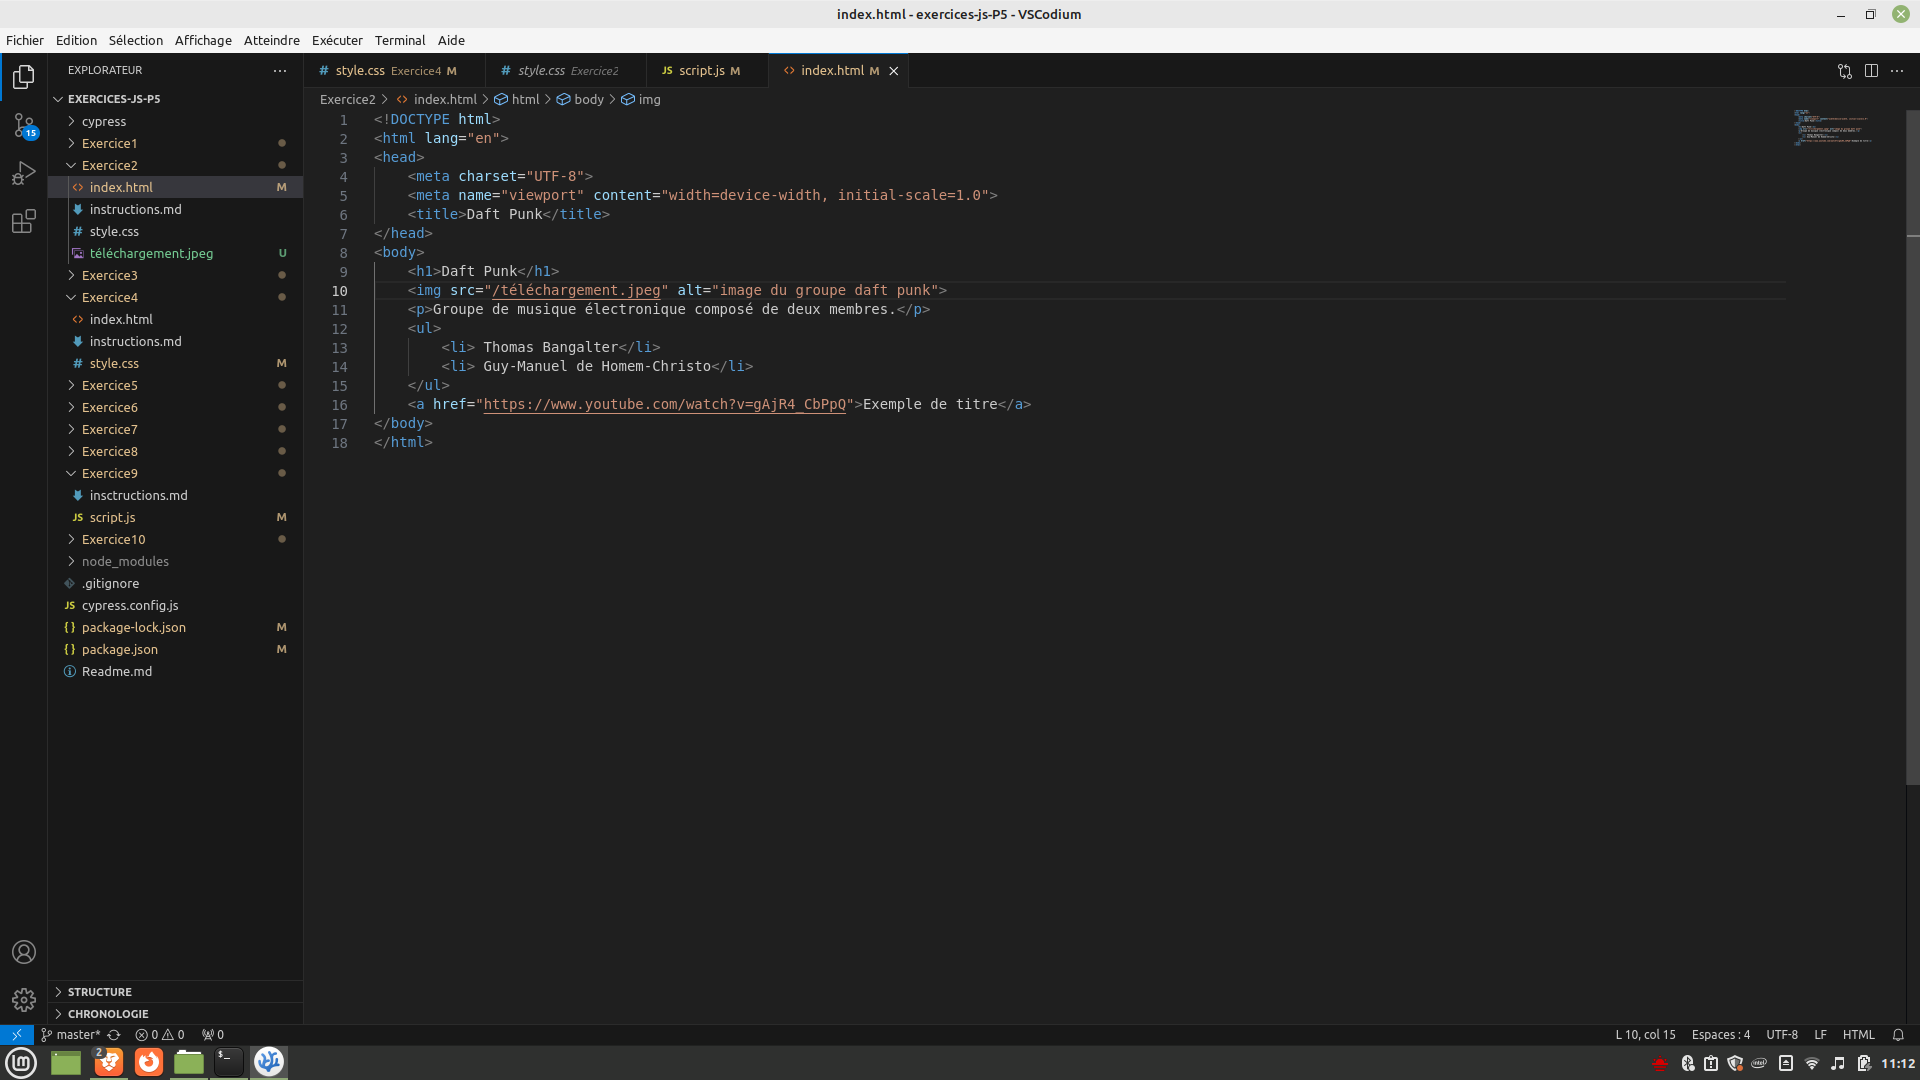 index.html - exercices-js-P5 - VSCodium
Fichier Edition Sélection Affichage Atteindre Exécuter Terminal Aide
EXPLORATEUR
style.css Exercice4 M
style.css Exercice2
JS script.js M
index.html M
Exercice2 > index.html > html > body > img
15
EXERCICES-JS-P5
cypress
Exercice1
Exercice2
index.html M
instructions.md
style.css
téléchargement.jpeg U
Exercice3
Exercice4
index.html
instructions.md
style.css M
Exercice5
Exercice6
Exercice7
Exercice8
Exercice9
insctructions.md
JS script.js M
Exercice10
node_modules
.gitignore
JS cypress.config.js
{} package-lock.json M
{} package.json M
Readme.md
STRUCTURE
CHRONOLOGIE
1 <!DOCTYPE html>
2 <html lang="en">
3 <head>
4 <meta charset="UTF-8">
5 <meta name="viewport" content="width=device-width, initial-scale=1.0">
6 <title>Daft Punk</title>
7 </head>
8 <body>
9 <h1>Daft Punk</h1>
10 <img src="/téléchargement.jpeg" alt="image du groupe daft punk">
11 <p>Groupe de musique électronique composé de deux membres.</p>
12 <ul>
13 <li> Thomas Bangalter</li>
14 <li> Guy-Manuel de Homem-Christo</li>
15 </ul>
16 <a href="https://www.youtube.com/watch?v=gAjR4_CbPpQ">Exemple de titre</a>
17 </body>
18 </html>
master* 0 0 0
L 10, col 15 Espaces : 4 UTF-8 LF HTML
2
11:12